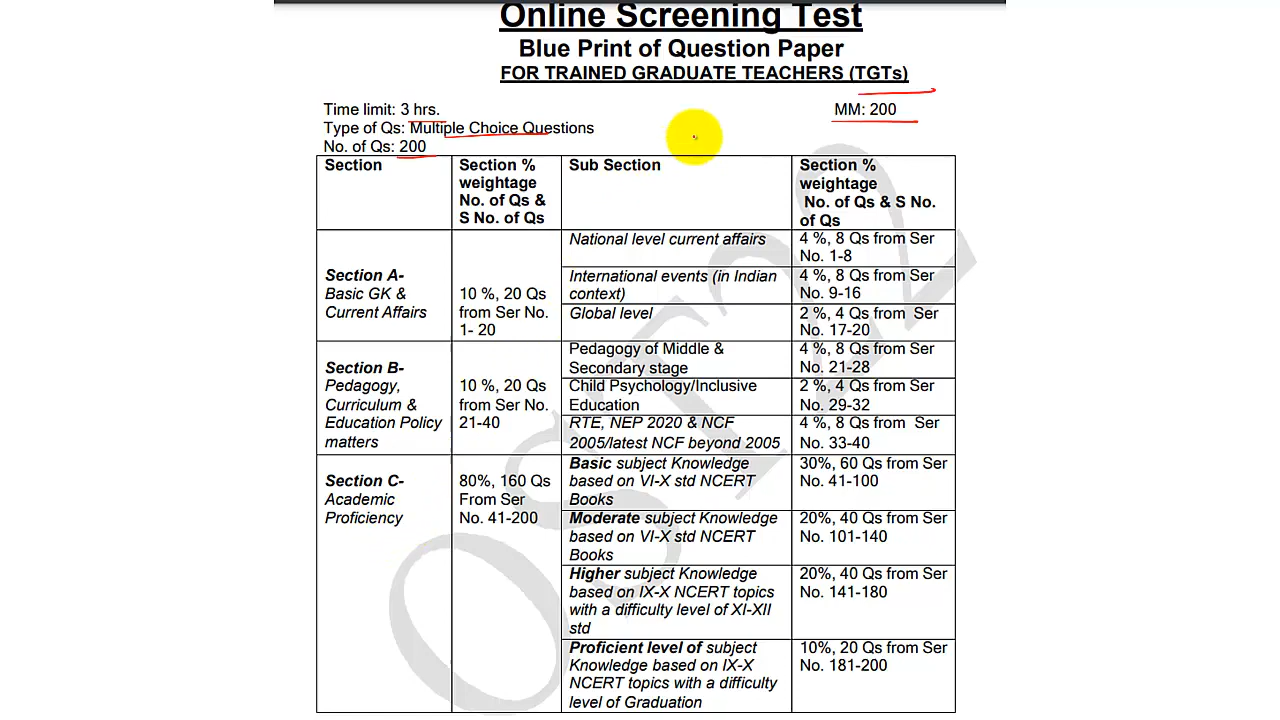 Online Screening Test
Blue Print of Question Paper
FOR TRAINED GRADUATE TEACHERS (TGTs)
Time limit: 3 hrs.
MM: 200
Type of Qs: Multiple Choice Questions
No. of Qs: 200
Section
Section %
weightage
No. of Qs &
S No. of Qs
Sub Section
Section %
weightage
No. of Qs & S No.
of Qs
Section A-
Basic GK &
Current Affairs
10 %, 20 Qs
from Ser No.
1- 20
National level current affairs
4 %, 8 Qs from Ser
No. 1-8
International events (in Indian
context)
4 %, 8 Qs from Ser
No. 9-16
Global level
2 %, 4 Qs from Ser
No. 17-20
Section B-
Pedagogy,
Curriculum &
Education Policy
matters
10 %, 20 Qs
from Ser No.
21-40
Pedagogy of Middle &
Secondary stage
4 %, 8 Qs from Ser
No. 21-28
Child Psychology/Inclusive
Education
2 %, 4 Qs from Ser
No. 29-32
RTE, NEP 2020 & NCF
2005/latest NCF beyond 2005
4 %, 8 Qs from Ser
No. 33-40
Section C-
Academic
Proficiency
80%, 160 Qs
From Ser
No. 41-200
Basic subject Knowledge
based on VI-X std NCERT
Books
30%, 60 Qs from Ser
No. 41-100
Moderate subject Knowledge
based on VI-X std NCERT
Books
20%, 40 Qs from Ser
No. 101-140
Higher subject Knowledge
based on IX-X NCERT topics
with a difficulty level of XI-XII
std
20%, 40 Qs from Ser
No. 141-180
Proficient level of subject
Knowledge based on IX-X
NCERT topics with a difficulty
level of Graduation
10%, 20 Qs from Ser
No. 181-200
OST22